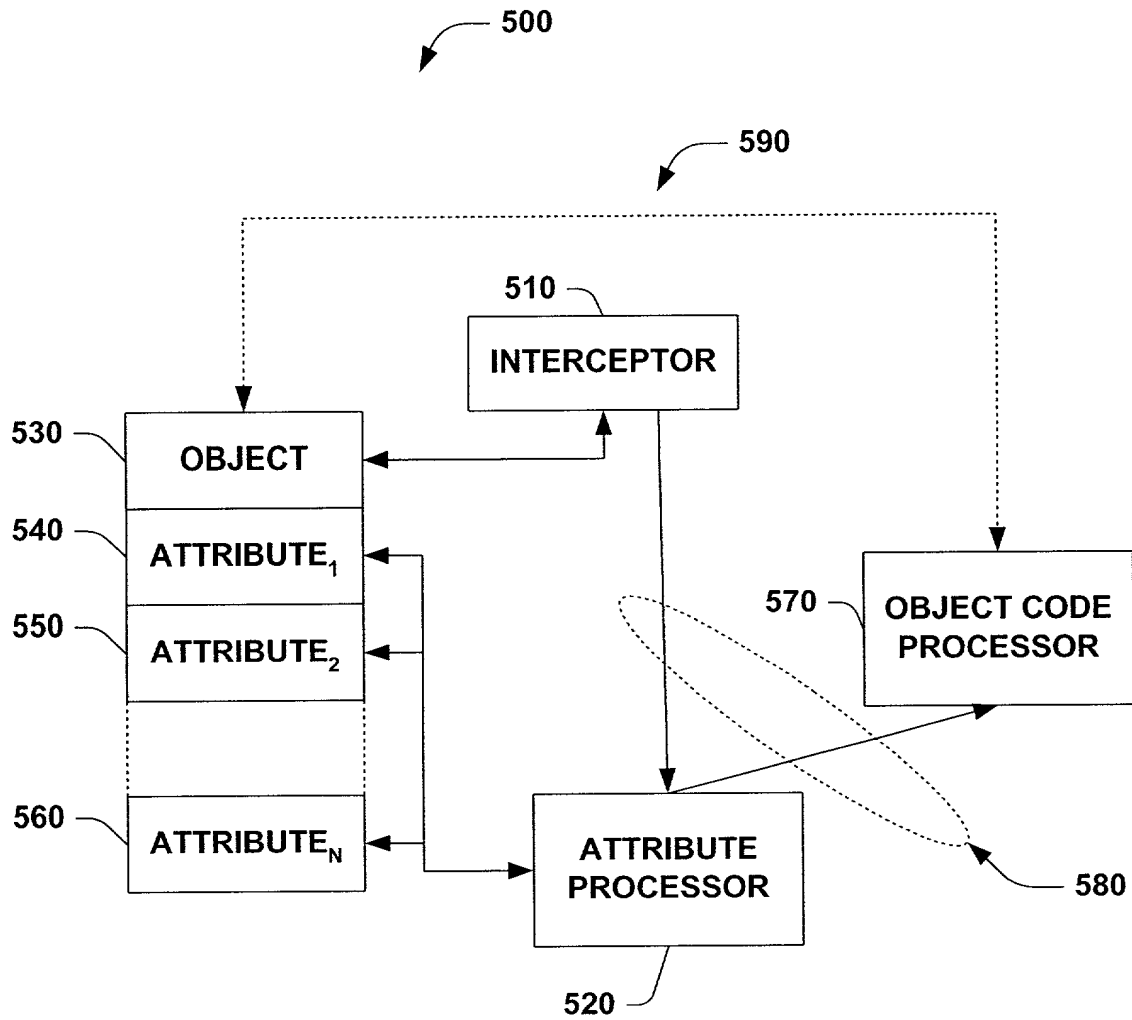 500
590
510
INTERCEPTOR
530
OBJECT
540
ATTRIBUTE₁
550
ATTRIBUTE₂
570
OBJECT CODE
PROCESSOR
560
ATTRIBUTE_N
ATTRIBUTE
PROCESSOR
580
520